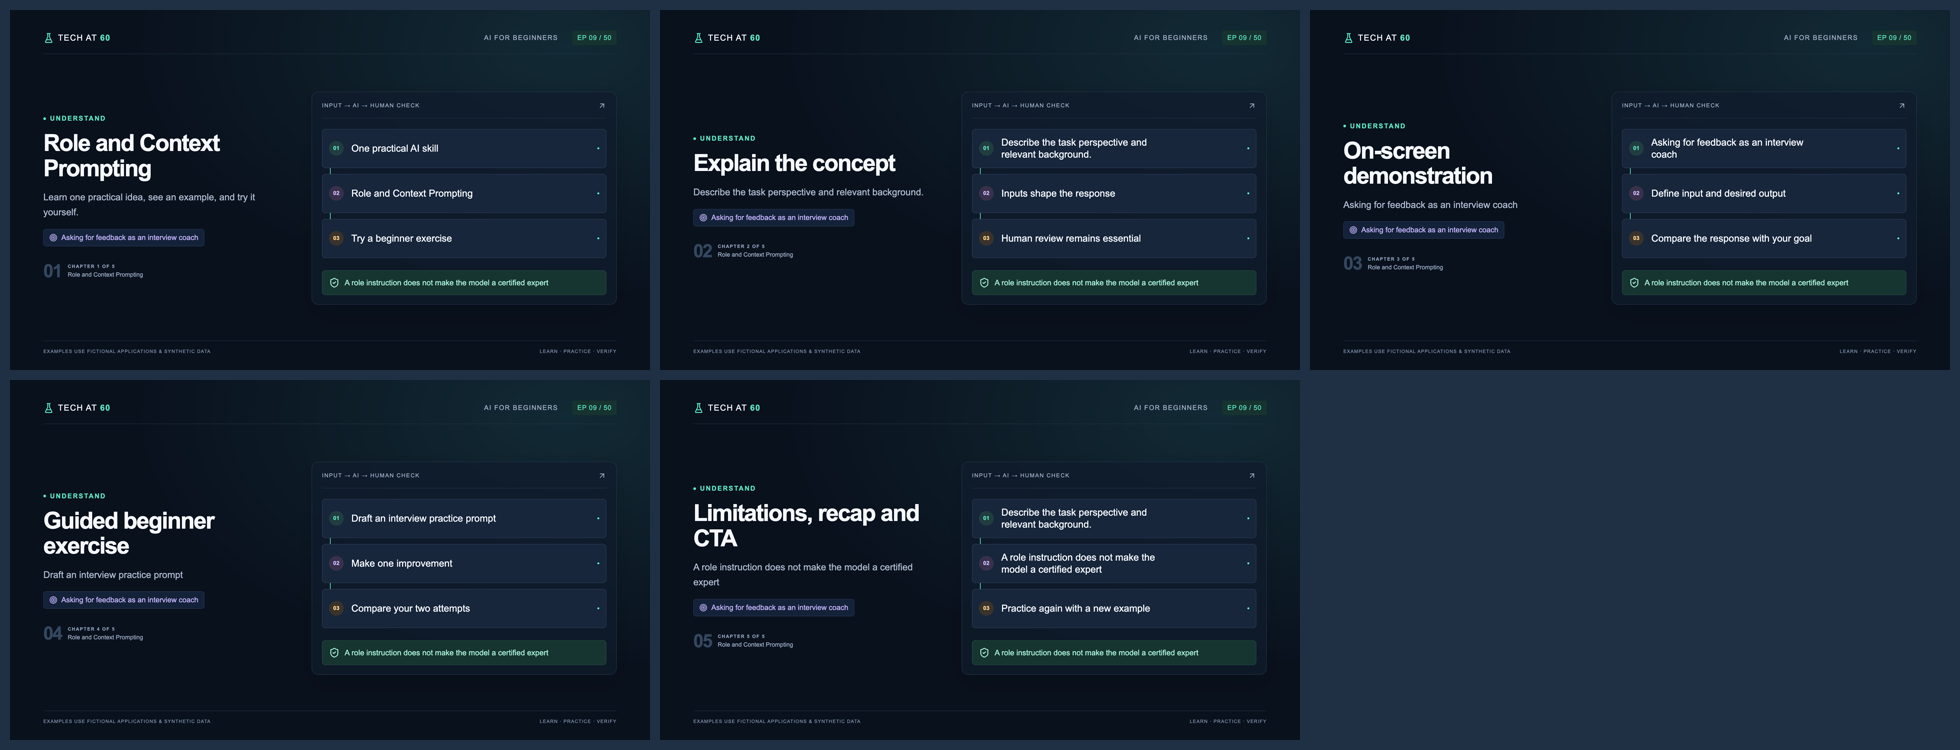 TECH AT 60
AI FOR BEGINNERS
EP 09 / 50
UNDERSTAND
Role and Context
Prompting
Learn one practical idea, see an example, and try it
yourself.
Asking for feedback as an interview coach
01
CHAPTER 1 OF 5
Role and Context Prompting
INPUT → AI → HUMAN CHECK
01 One practical AI skill
02 Role and Context Prompting
03 Try a beginner exercise
A role instruction does not make the model a certified expert
EXAMPLES USE FICTIONAL APPLICATIONS & SYNTHETIC DATA
LEARN · PRACTICE · VERIFY
TECH AT 60
AI FOR BEGINNERS
EP 09 / 50
UNDERSTAND
Explain the concept
Describe the task perspective and relevant background.
Asking for feedback as an interview coach
02
CHAPTER 2 OF 5
Role and Context Prompting
INPUT → AI → HUMAN CHECK
01 Describe the task perspective and
relevant background.
02 Inputs shape the response
03 Human review remains essential
A role instruction does not make the model a certified expert
EXAMPLES USE FICTIONAL APPLICATIONS & SYNTHETIC DATA
LEARN · PRACTICE · VERIFY
TECH AT 60
AI FOR BEGINNERS
EP 09 / 50
UNDERSTAND
On-screen
demonstration
Asking for feedback as an interview coach
Asking for feedback as an interview coach
03
CHAPTER 3 OF 5
Role and Context Prompting
INPUT → AI → HUMAN CHECK
01 Asking for feedback as an interview
coach
02 Define input and desired output
03 Compare the response with your goal
A role instruction does not make the model a certified expert
EXAMPLES USE FICTIONAL APPLICATIONS & SYNTHETIC DATA
LEARN · PRACTICE · VERIFY
TECH AT 60
AI FOR BEGINNERS
EP 09 / 50
UNDERSTAND
Guided beginner
exercise
Draft an interview practice prompt
Asking for feedback as an interview coach
04
CHAPTER 4 OF 5
Role and Context Prompting
INPUT → AI → HUMAN CHECK
01 Draft an interview practice prompt
02 Make one improvement
03 Compare your two attempts
A role instruction does not make the model a certified expert
EXAMPLES USE FICTIONAL APPLICATIONS & SYNTHETIC DATA
LEARN · PRACTICE · VERIFY
TECH AT 60
AI FOR BEGINNERS
EP 09 / 50
UNDERSTAND
Limitations, recap and
CTA
A role instruction does not make the model a certified
expert
Asking for feedback as an interview coach
05
CHAPTER 5 OF 5
Role and Context Prompting
INPUT → AI → HUMAN CHECK
01 Describe the task perspective and
relevant background.
02 A role instruction does not make the
model a certified expert
03 Practice again with a new example
A role instruction does not make the model a certified expert
EXAMPLES USE FICTIONAL APPLICATIONS & SYNTHETIC DATA
LEARN · PRACTICE · VERIFY